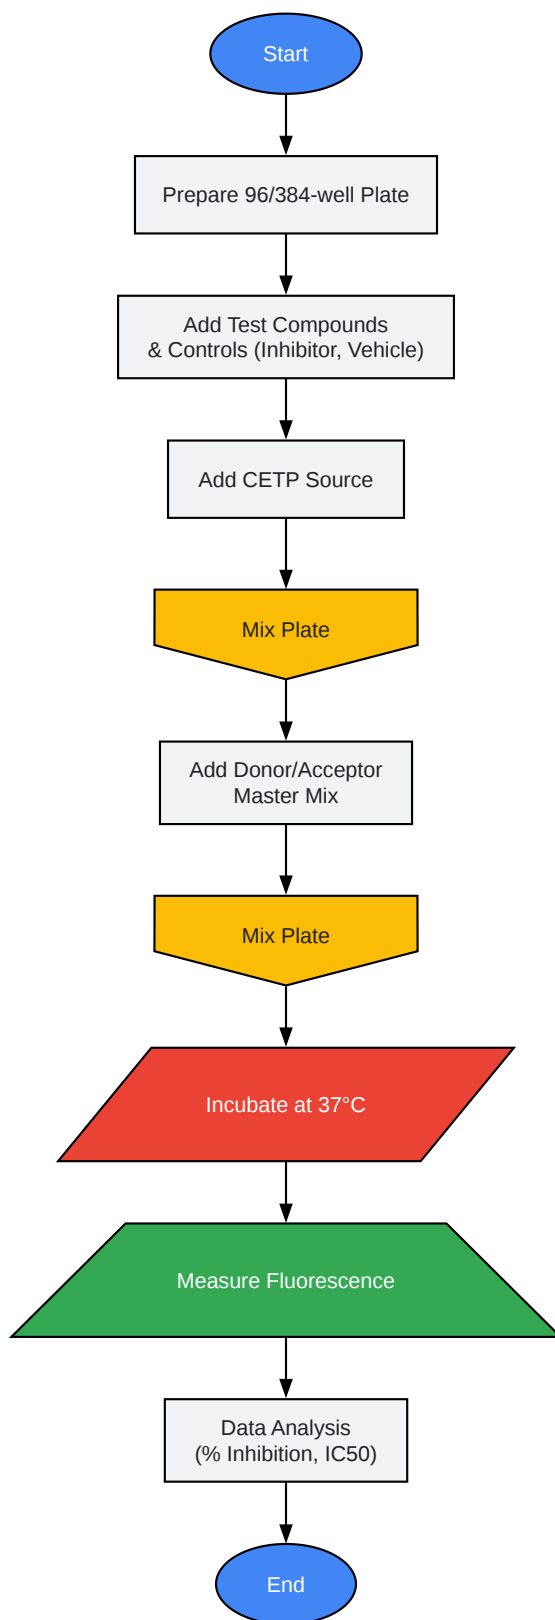 Start
Prepare 96/384-well Plate
Add Test Compounds
& Controls (Inhibitor, Vehicle)
Add CETP Source
Mix Plate
Add Donor/Acceptor
Master Mix
Mix Plate
Incubate at 37°C
Measure Fluorescence
Data Analysis
(% Inhibition, IC50)
End